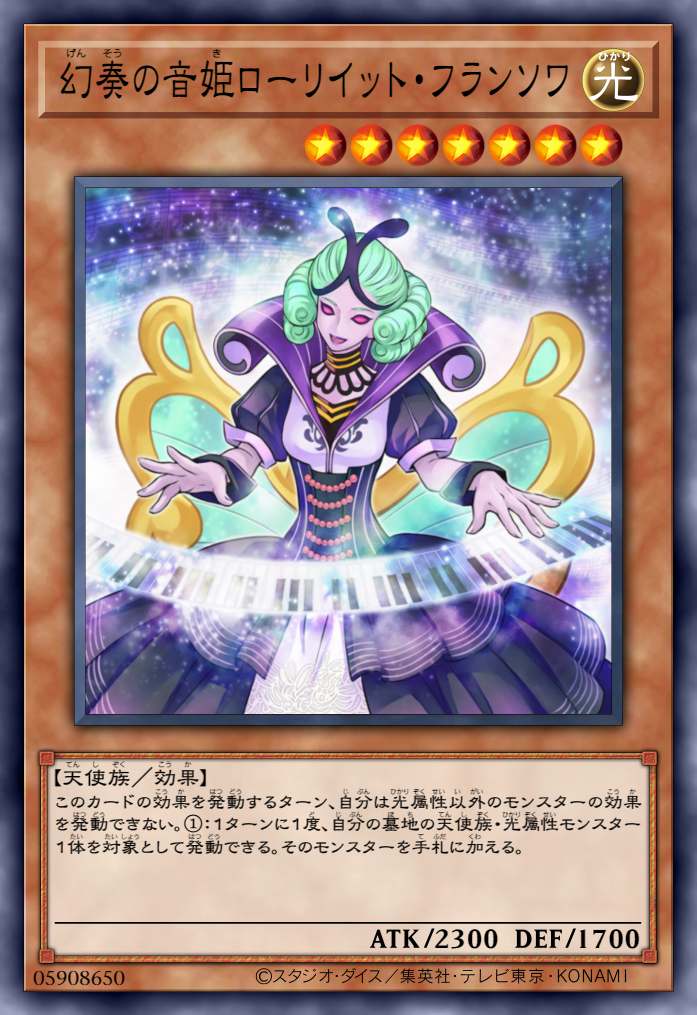 幻奏の音姫ローリイット・フランソワ 光
【天使族／効果】
このカードの効果を発動するターン、自分は光属性以外のモンスターの効果
を発動できない。①：1ターンに1度、自分の墓地の天使族・光属性モンスター
1体を対象として発動できる。そのモンスターを手札に加える。
ATK/2300 DEF/1700
05908650 ©スタジオ・ダイス／集英社・テレビ東京・KONAMI